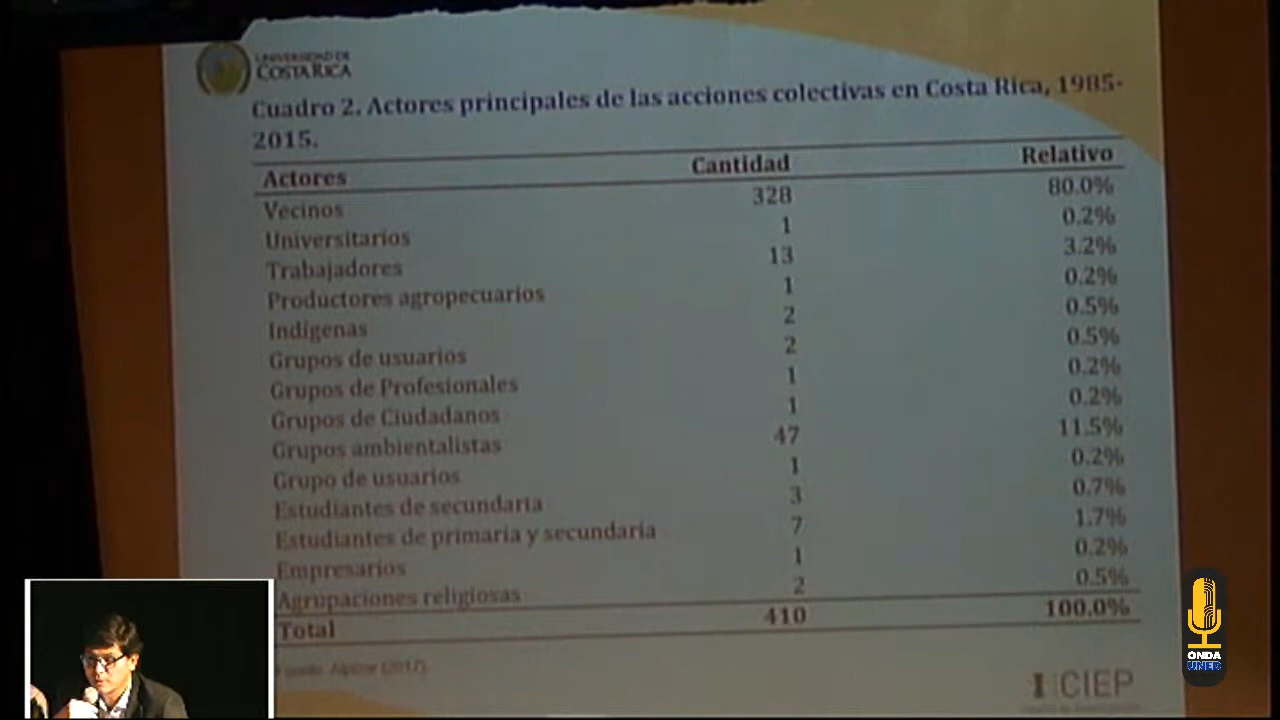 UNIVERSIDAD DE
COSTA RICA
Cuadro 2. Actores principales de las acciones colectivas en Costa Rica, 1985-
2015.
Actores Cantidad Relativo
Vecinos 328 80.0%
Universitarios 1 0.2%
Trabajadores 13 3.2%
Productores agropecuarios 1 0.2%
Indígenas 2 0.5%
Grupos de usuarios 2 0.5%
Grupos de Profesionales 1 0.2%
Grupos de Ciudadanos 1 0.2%
Grupos ambientalistas 47 11.5%
Grupo de usuarios 1 0.2%
Estudiantes de secundaria 3 0.7%
Estudiantes de primaria y secundaria 7 1.7%
Empresarios 1 0.2%
Agrupaciones religiosas 2 0.5%
Total 410 100.0%
(2017)
CIEP
ONDA
UNED